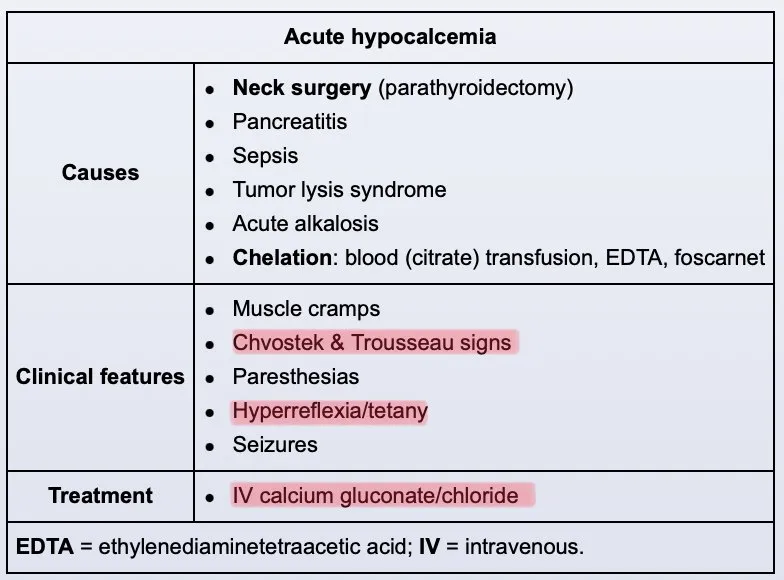 Acute hypocalcemia
Causes
• Neck surgery (parathyroidectomy)
• Pancreatitis
• Sepsis
• Tumor lysis syndrome
• Acute alkalosis
• Chelation: blood (citrate) transfusion, EDTA, foscarnet
Clinical features
• Muscle cramps
• Chvostek & Trousseau signs
• Paresthesias
• Hyperreflexia/tetany
• Seizures
Treatment
• IV calcium gluconate/chloride
EDTA = ethylenediaminetetraacetic acid; IV = intravenous.